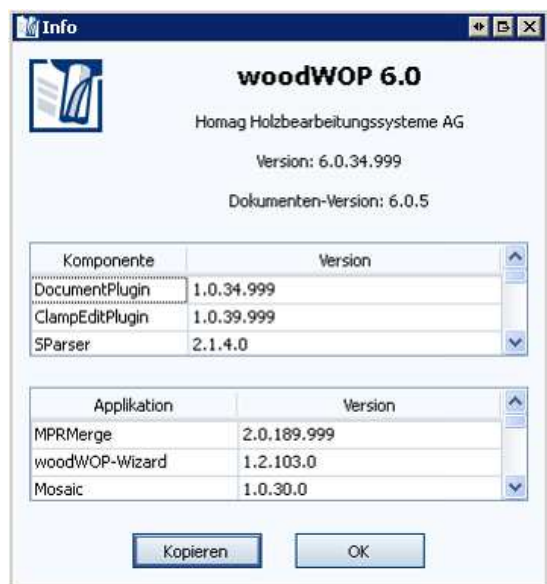 Info
woodWOP 6.0
Homag Holzbearbeitungssysteme AG
Version: 6.0.34.999
Dokumenten-Version: 6.0.5
Komponente Version
DocumentPlugin 1.0.34.999
ClampEditPlugin 1.0.39.999
SParser 2.1.4.0
Applikation Version
MPRMerge 2.0.189.999
woodWOP-Wizard 1.2.103.0
Mosaic 1.0.30.0
Kopieren OK